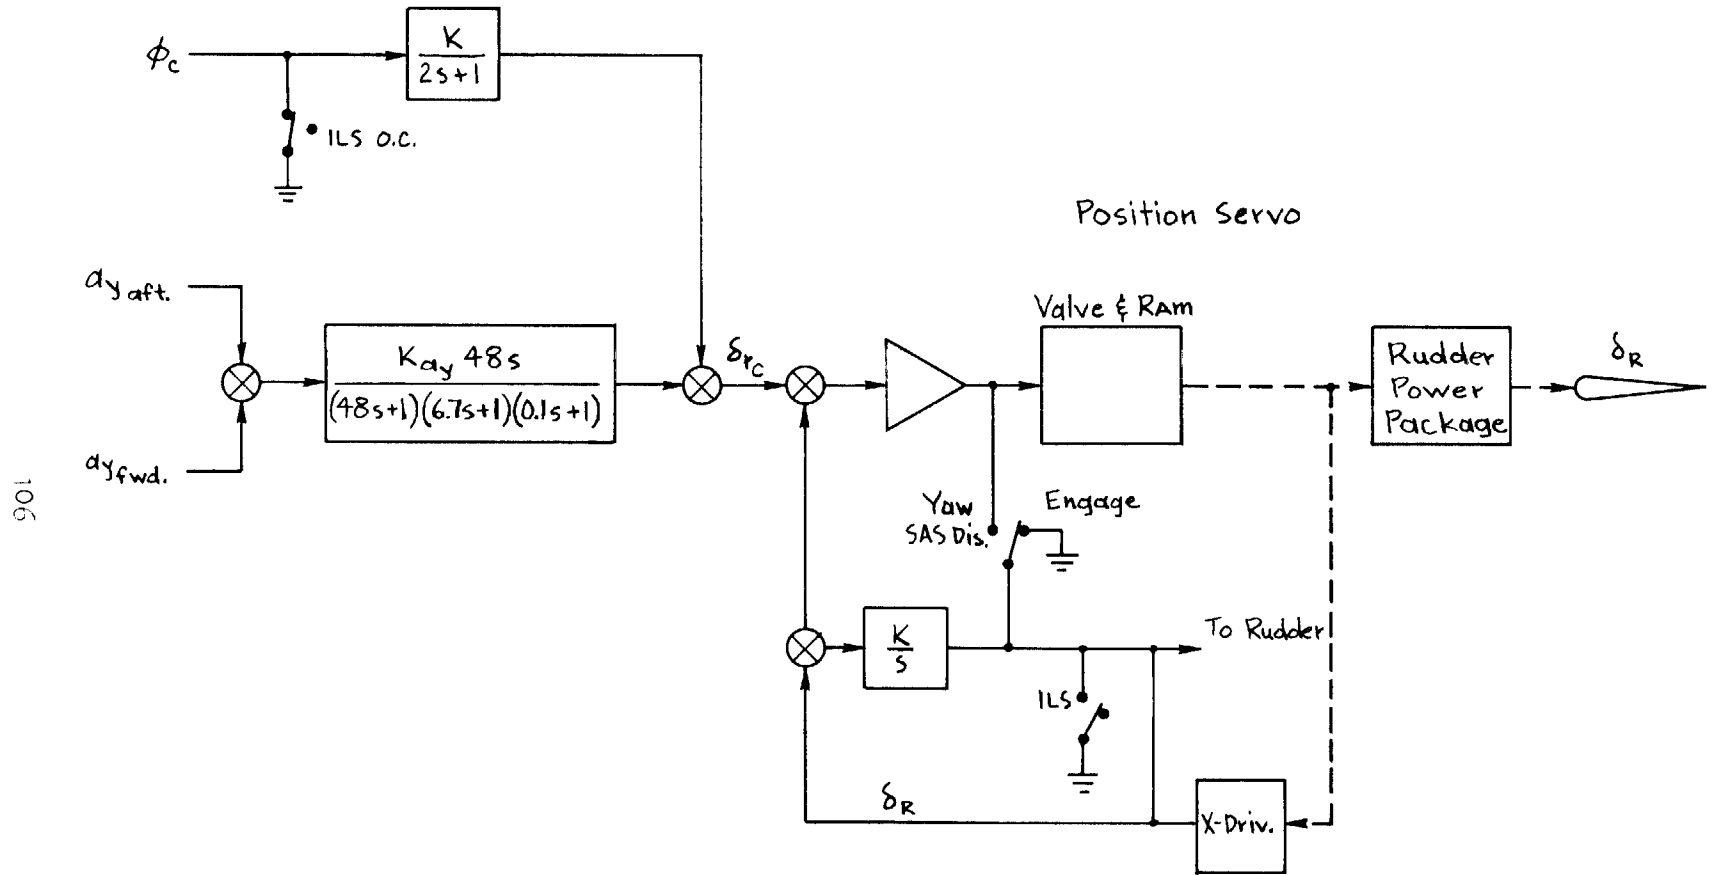 ϕc
K
2s+1
ILS O.C.
Position Servo
ay aft.
Valve & RAM
Kay 48s
(48s+1)(6.7s+1)(0.1s+1)
δrc
Rudder
Power
Package
δR
ay fwd.
106
Yaw
SAS Dis.
Engage
K
s
To Rudder
ILS
δR
X-Driv.